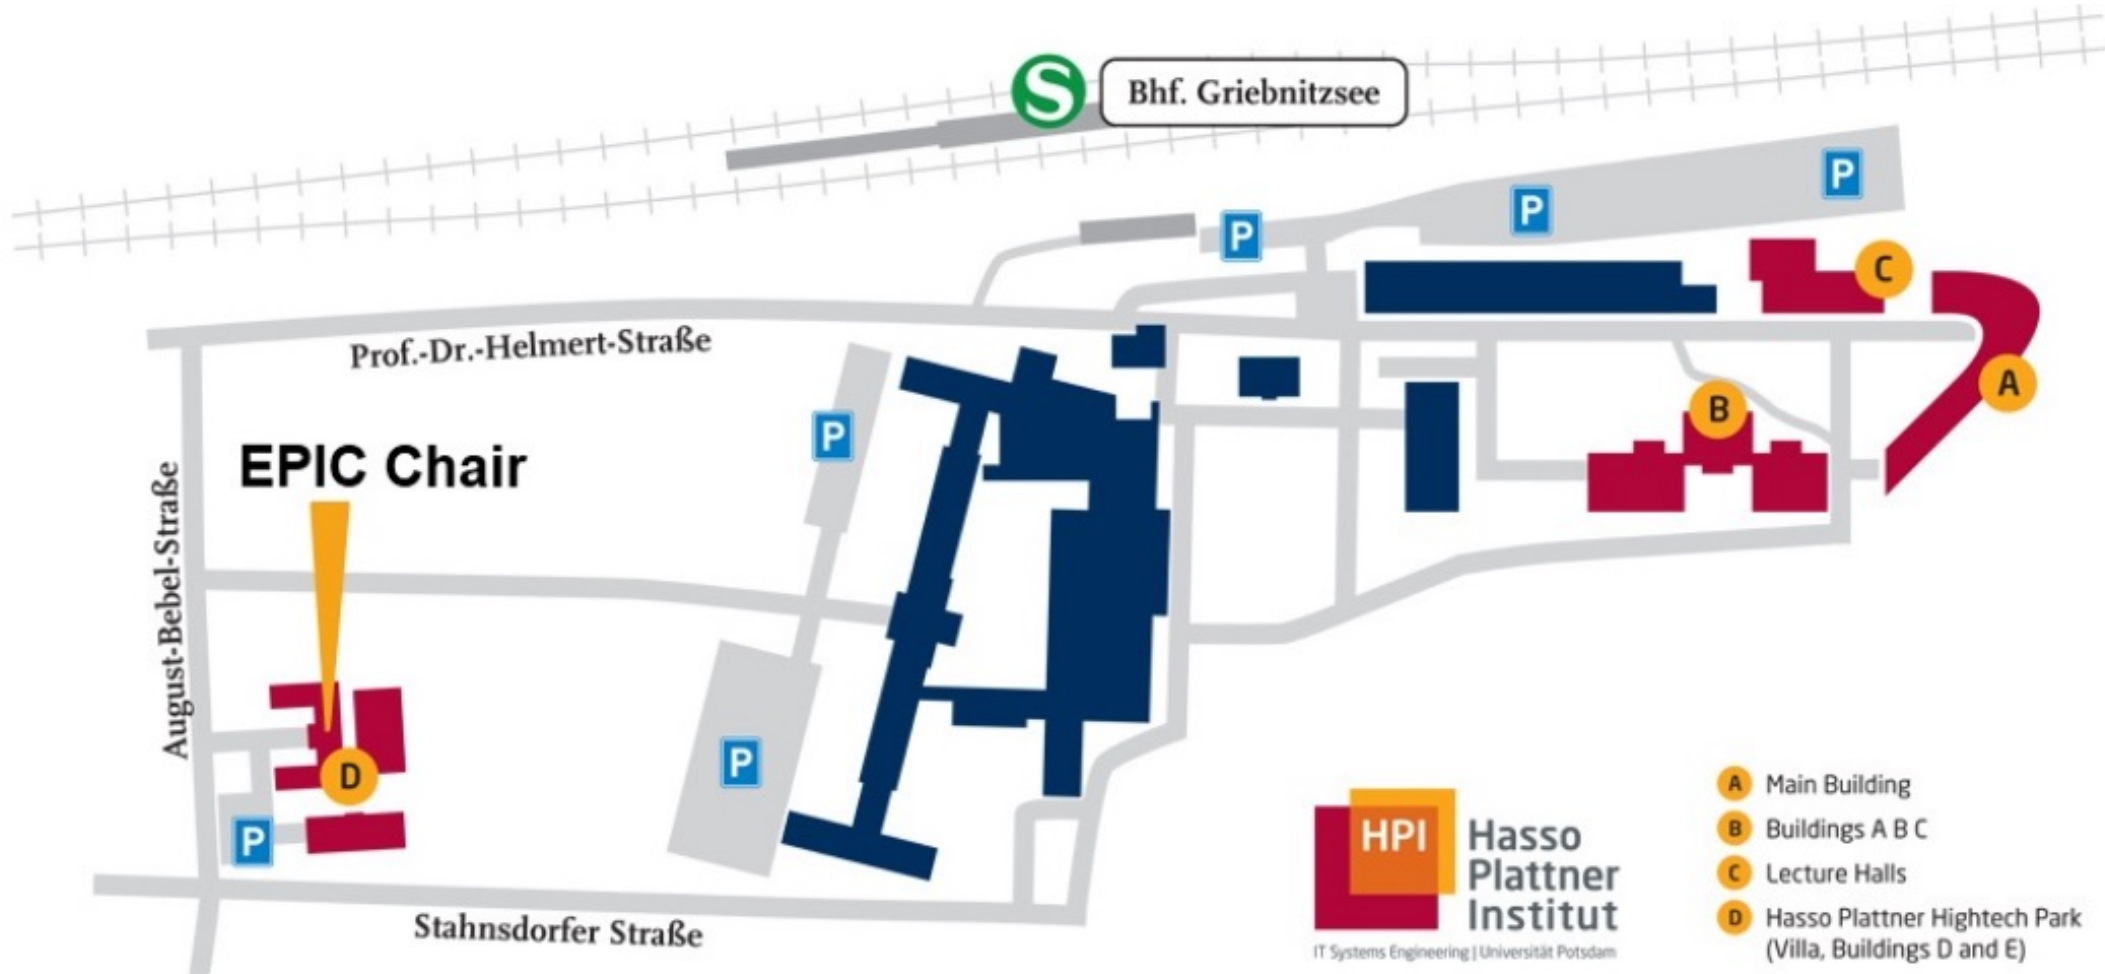 S
Bhf. Griebnitzsee
P
P
P
C
Prof.-Dr.-Helmert-Straße
A
B
P
EPIC Chair
August-Bebel-Straße
P
D
P
Stahnsdorfer Straße
HPI
Hasso
Plattner
Institut
IT Systems Engineering | Universität Potsdam
A Main Building
B Buildings A B C
C Lecture Halls
D Hasso Plattner Hightech Park
(Villa, Buildings D and E)